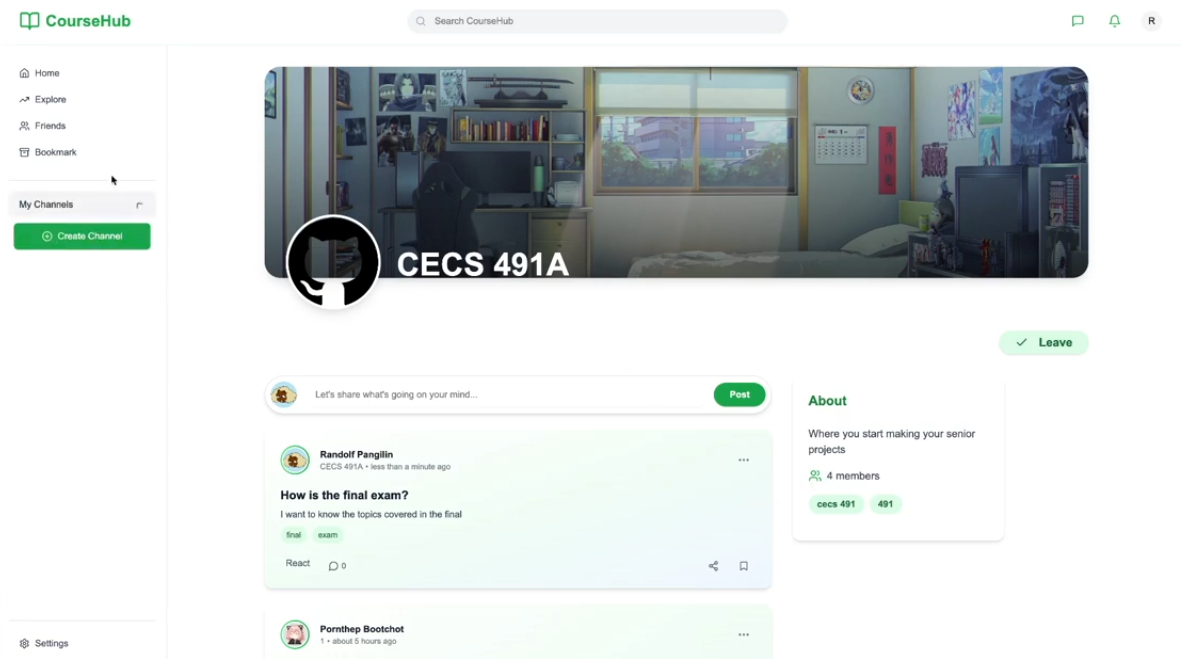 CourseHub
Search CourseHub
R
Home
Explore
Friends
Bookmark
My Channels
Create Channel
Settings
CECS 491A
Leave
Let's share what's going on your mind...
Post
Randolf Pangilin
CECS 491A • less than a minute ago
How is the final exam?
I want to know the topics covered in the final
final exam
React 0
Pornthep Bootchot
1 • about 5 hours ago
About
Where you start making your senior
projects
4 members
cecs 491 491